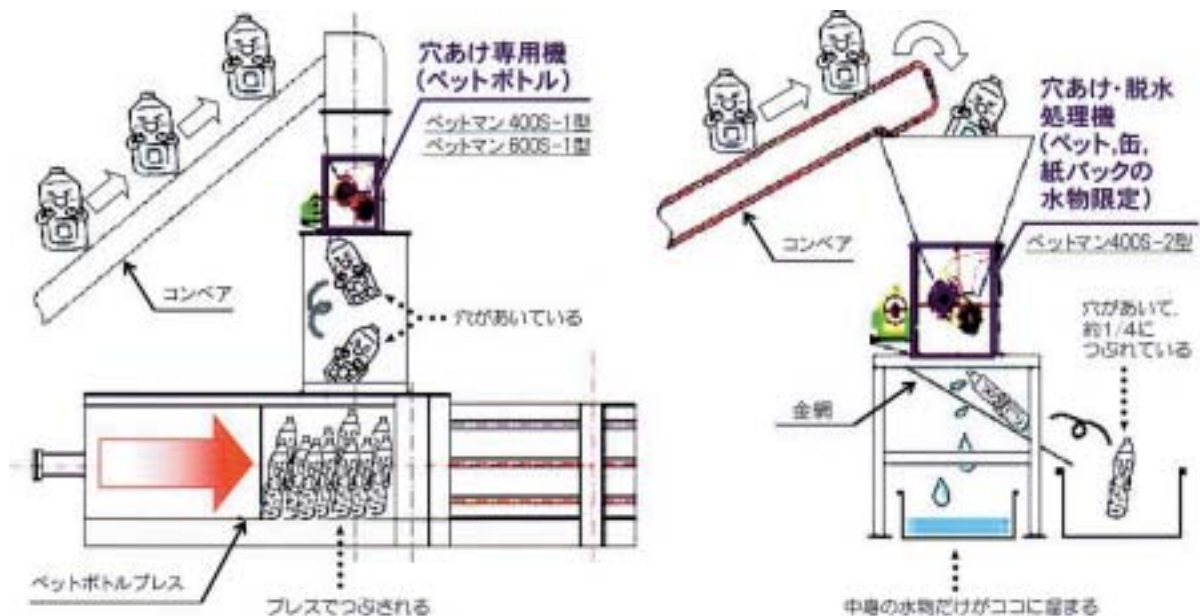 穴あけ専用機
(ペットボトル)
ペットマン400S-1型
ペットマン600S-1型
コンベア
穴があいている
ペットボトルプレス
プレスでつぶされる
穴あけ・脱水
処理機
(ペット,缶,
紙パックの
水物限定)
ペットマン400S-2型
コンベア
穴があいて、
約1/4に
つぶれている
金網
中身の水物だけがココに溜まる